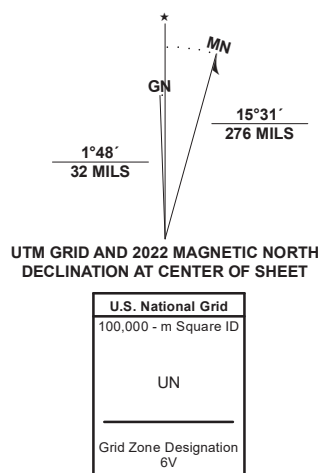 ★
MN
GN
15°31´
276 MILS
1°48´
32 MILS
UTM GRID AND 2022 MAGNETIC NORTH
DECLINATION AT CENTER OF SHEET
U.S. National Grid
100,000 - m Square ID
UN
Grid Zone Designation
6V